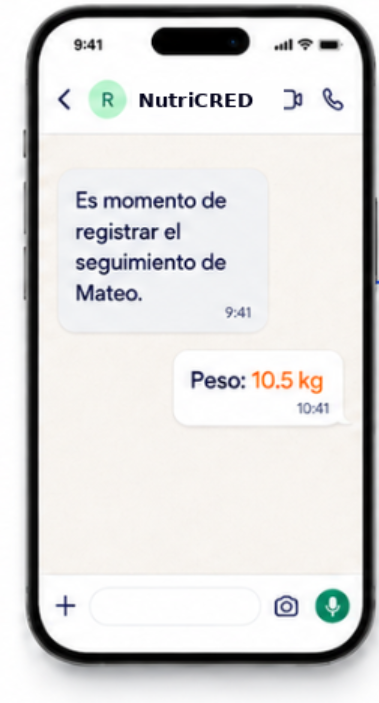 9:41
R NutriCRED
Es momento de
registrar el
seguimiento de
Mateo.
9:41
Peso: 10.5 kg
10:41